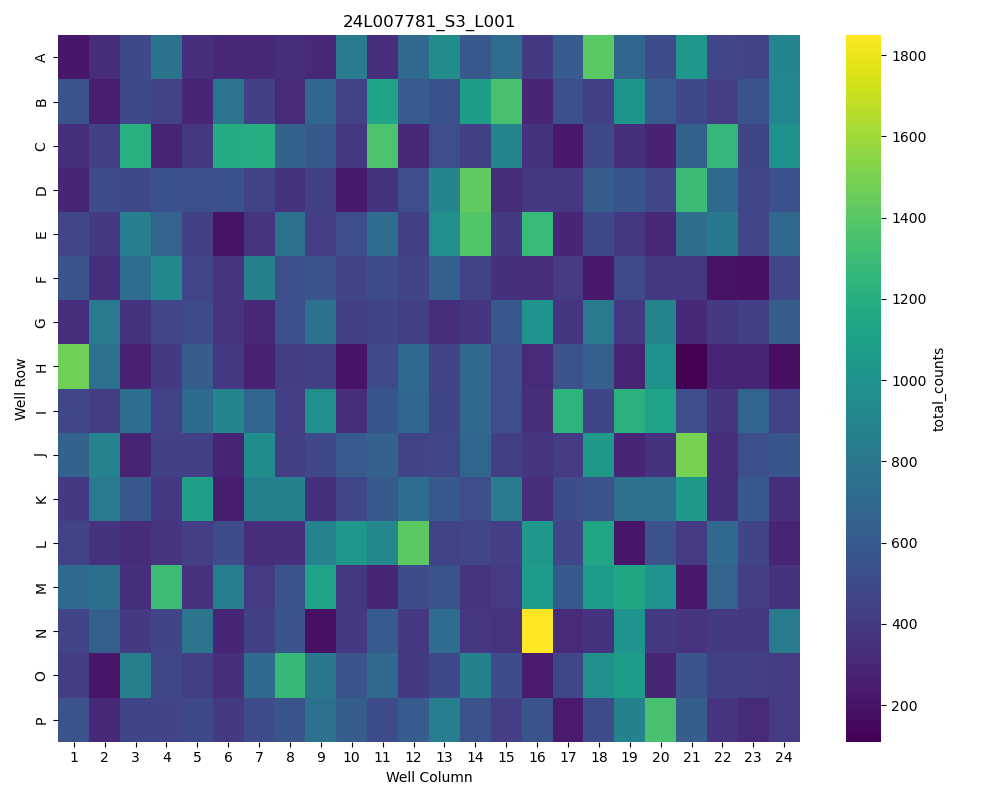 24L007781_S3_L001
A
B
C
D
E
F
G
H
I
J
K
L
M
N
O
P
Well Row
1 2 3 4 5 6 7 8 9 10 11 12 13 14 15 16 17 18 19 20 21 22 23 24
Well Column
1800
1600
1400
1200
1000
800
600
400
200
total_counts